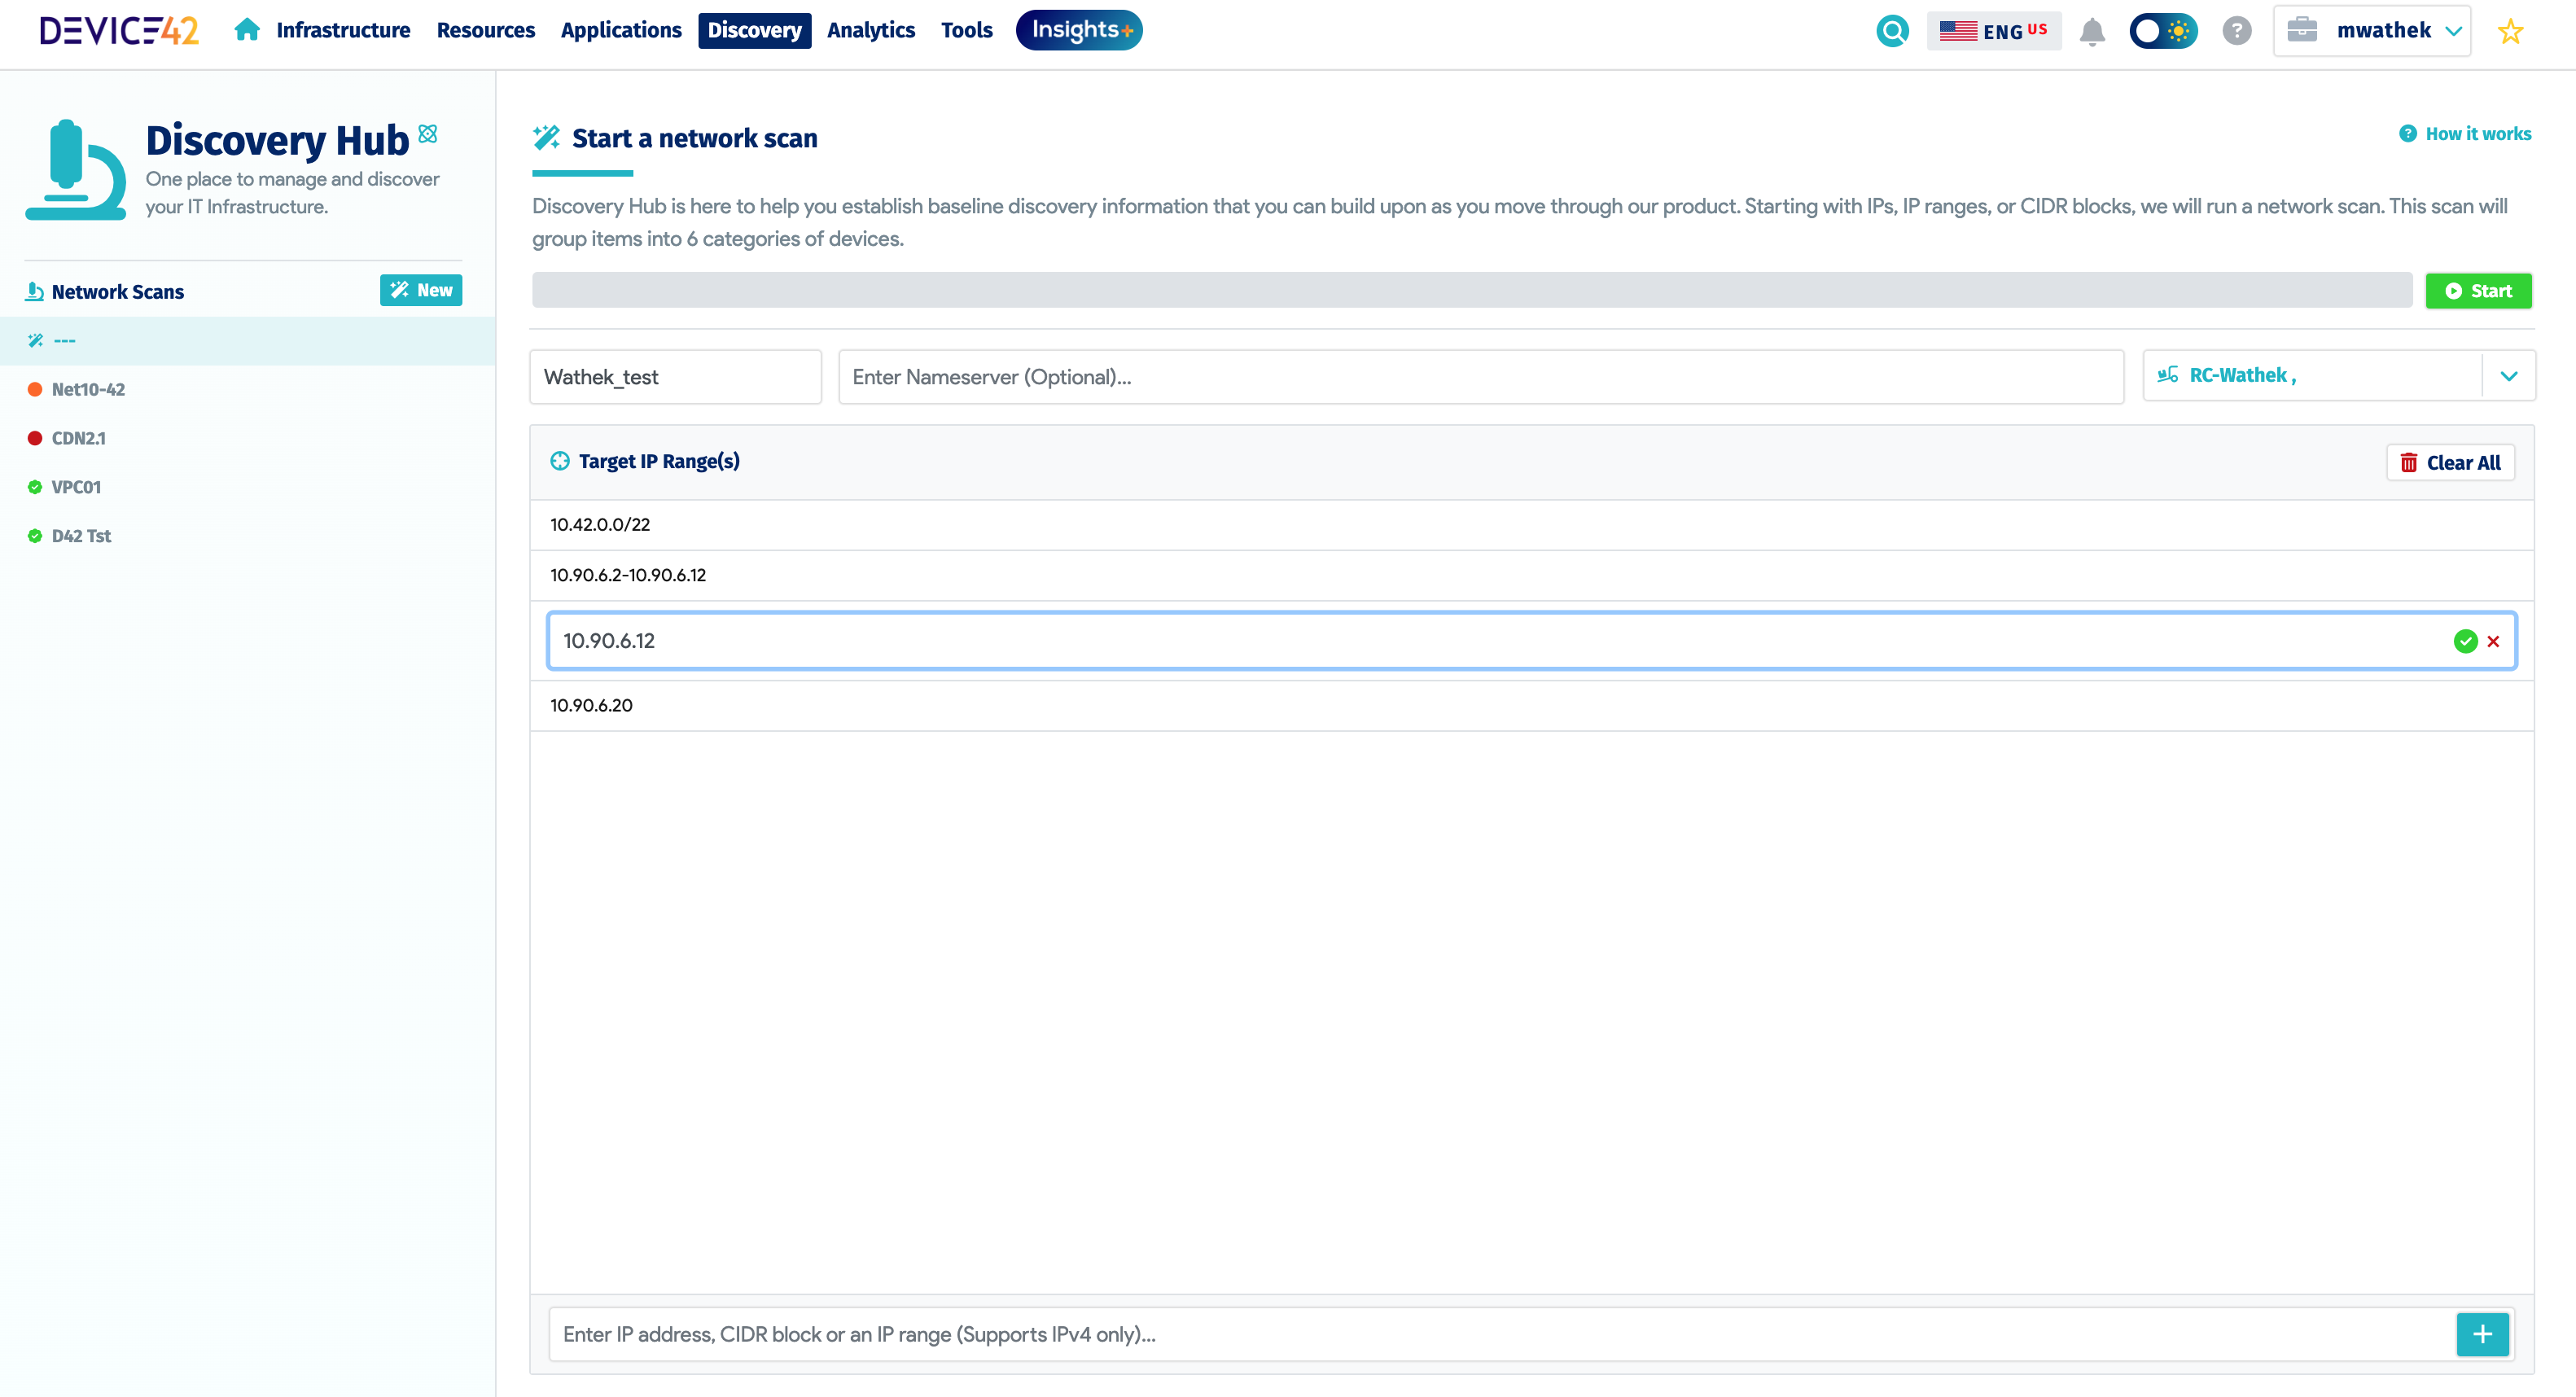 DEVICE42
Infrastructure
Resources
Applications
Discovery
Analytics
Tools
Insights+
ENG US
mwathek
Discovery Hub
One place to manage and discover
your IT Infrastructure.
Network Scans
New
---
Net10-42
CDN2.1
VPC01
D42 Tst
Start a network scan
How it works
Discovery Hub is here to help you establish baseline discovery information that you can build upon as you move through our product. Starting with IPs, IP ranges, or CIDR blocks, we will run a network scan. This scan will
group items into 6 categories of devices.
Start
Wathek_test
Enter Nameserver (Optional)...
RC-Wathek ,
Target IP Range(s)
Clear All
10.42.0.0/22
10.90.6.2-10.90.6.12
10.90.6.12
10.90.6.20
Enter IP address, CIDR block or an IP range (Supports IPv4 only)...